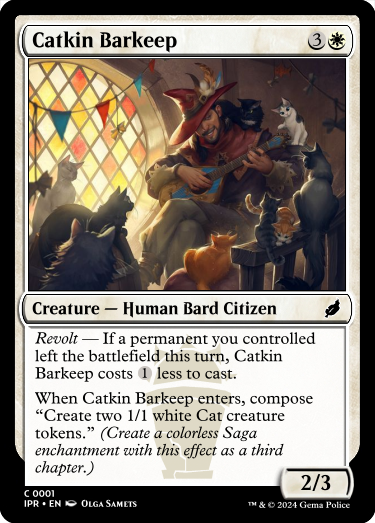 Catkin Barkeep 3
Creature — Human Bard Citizen
Revolt — If a permanent you controlled
left the battlefield this turn, Catkin
Barkeep costs 1 less to cast.
When Catkin Barkeep enters, compose
“Create two 1/1 white Cat creature
tokens.” (Create a colorless Saga
enchantment with this effect as a third
chapter.)
2/3
C 0001
IPR • EN OLGA SAMETS
™ & © 2024 Gema Police